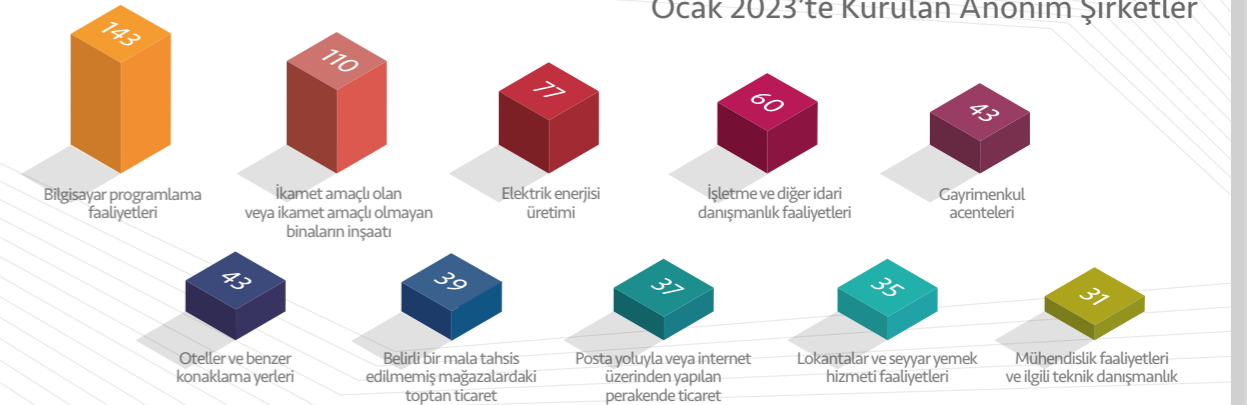 Ocak 2023'te Kurulan Anonim Şirketler
143
110
77
60
43
Bilgisayar programlama
faaliyetleri
İkamet amaçlı olan
veya ikamet amaçlı olmayan
binaların inşaatı
Elektrik enerjisi
üretimi
İşletme ve diğer idari
danışmanlık faaliyetleri
Gayrimenkul
acenteleri
43
39
37
35
31
Oteller ve benzer
konaklama yerleri
Belirli bir mala tahsis
edilmemiş mağazalardaki
toptan ticaret
Posta yoluyla veya internet
üzerinden yapılan
perakende ticaret
Lokantalar ve seyyar yemek
hizmeti faaliyetleri
Mühendislik faaliyetleri
ve ilgili teknik danışmanlık